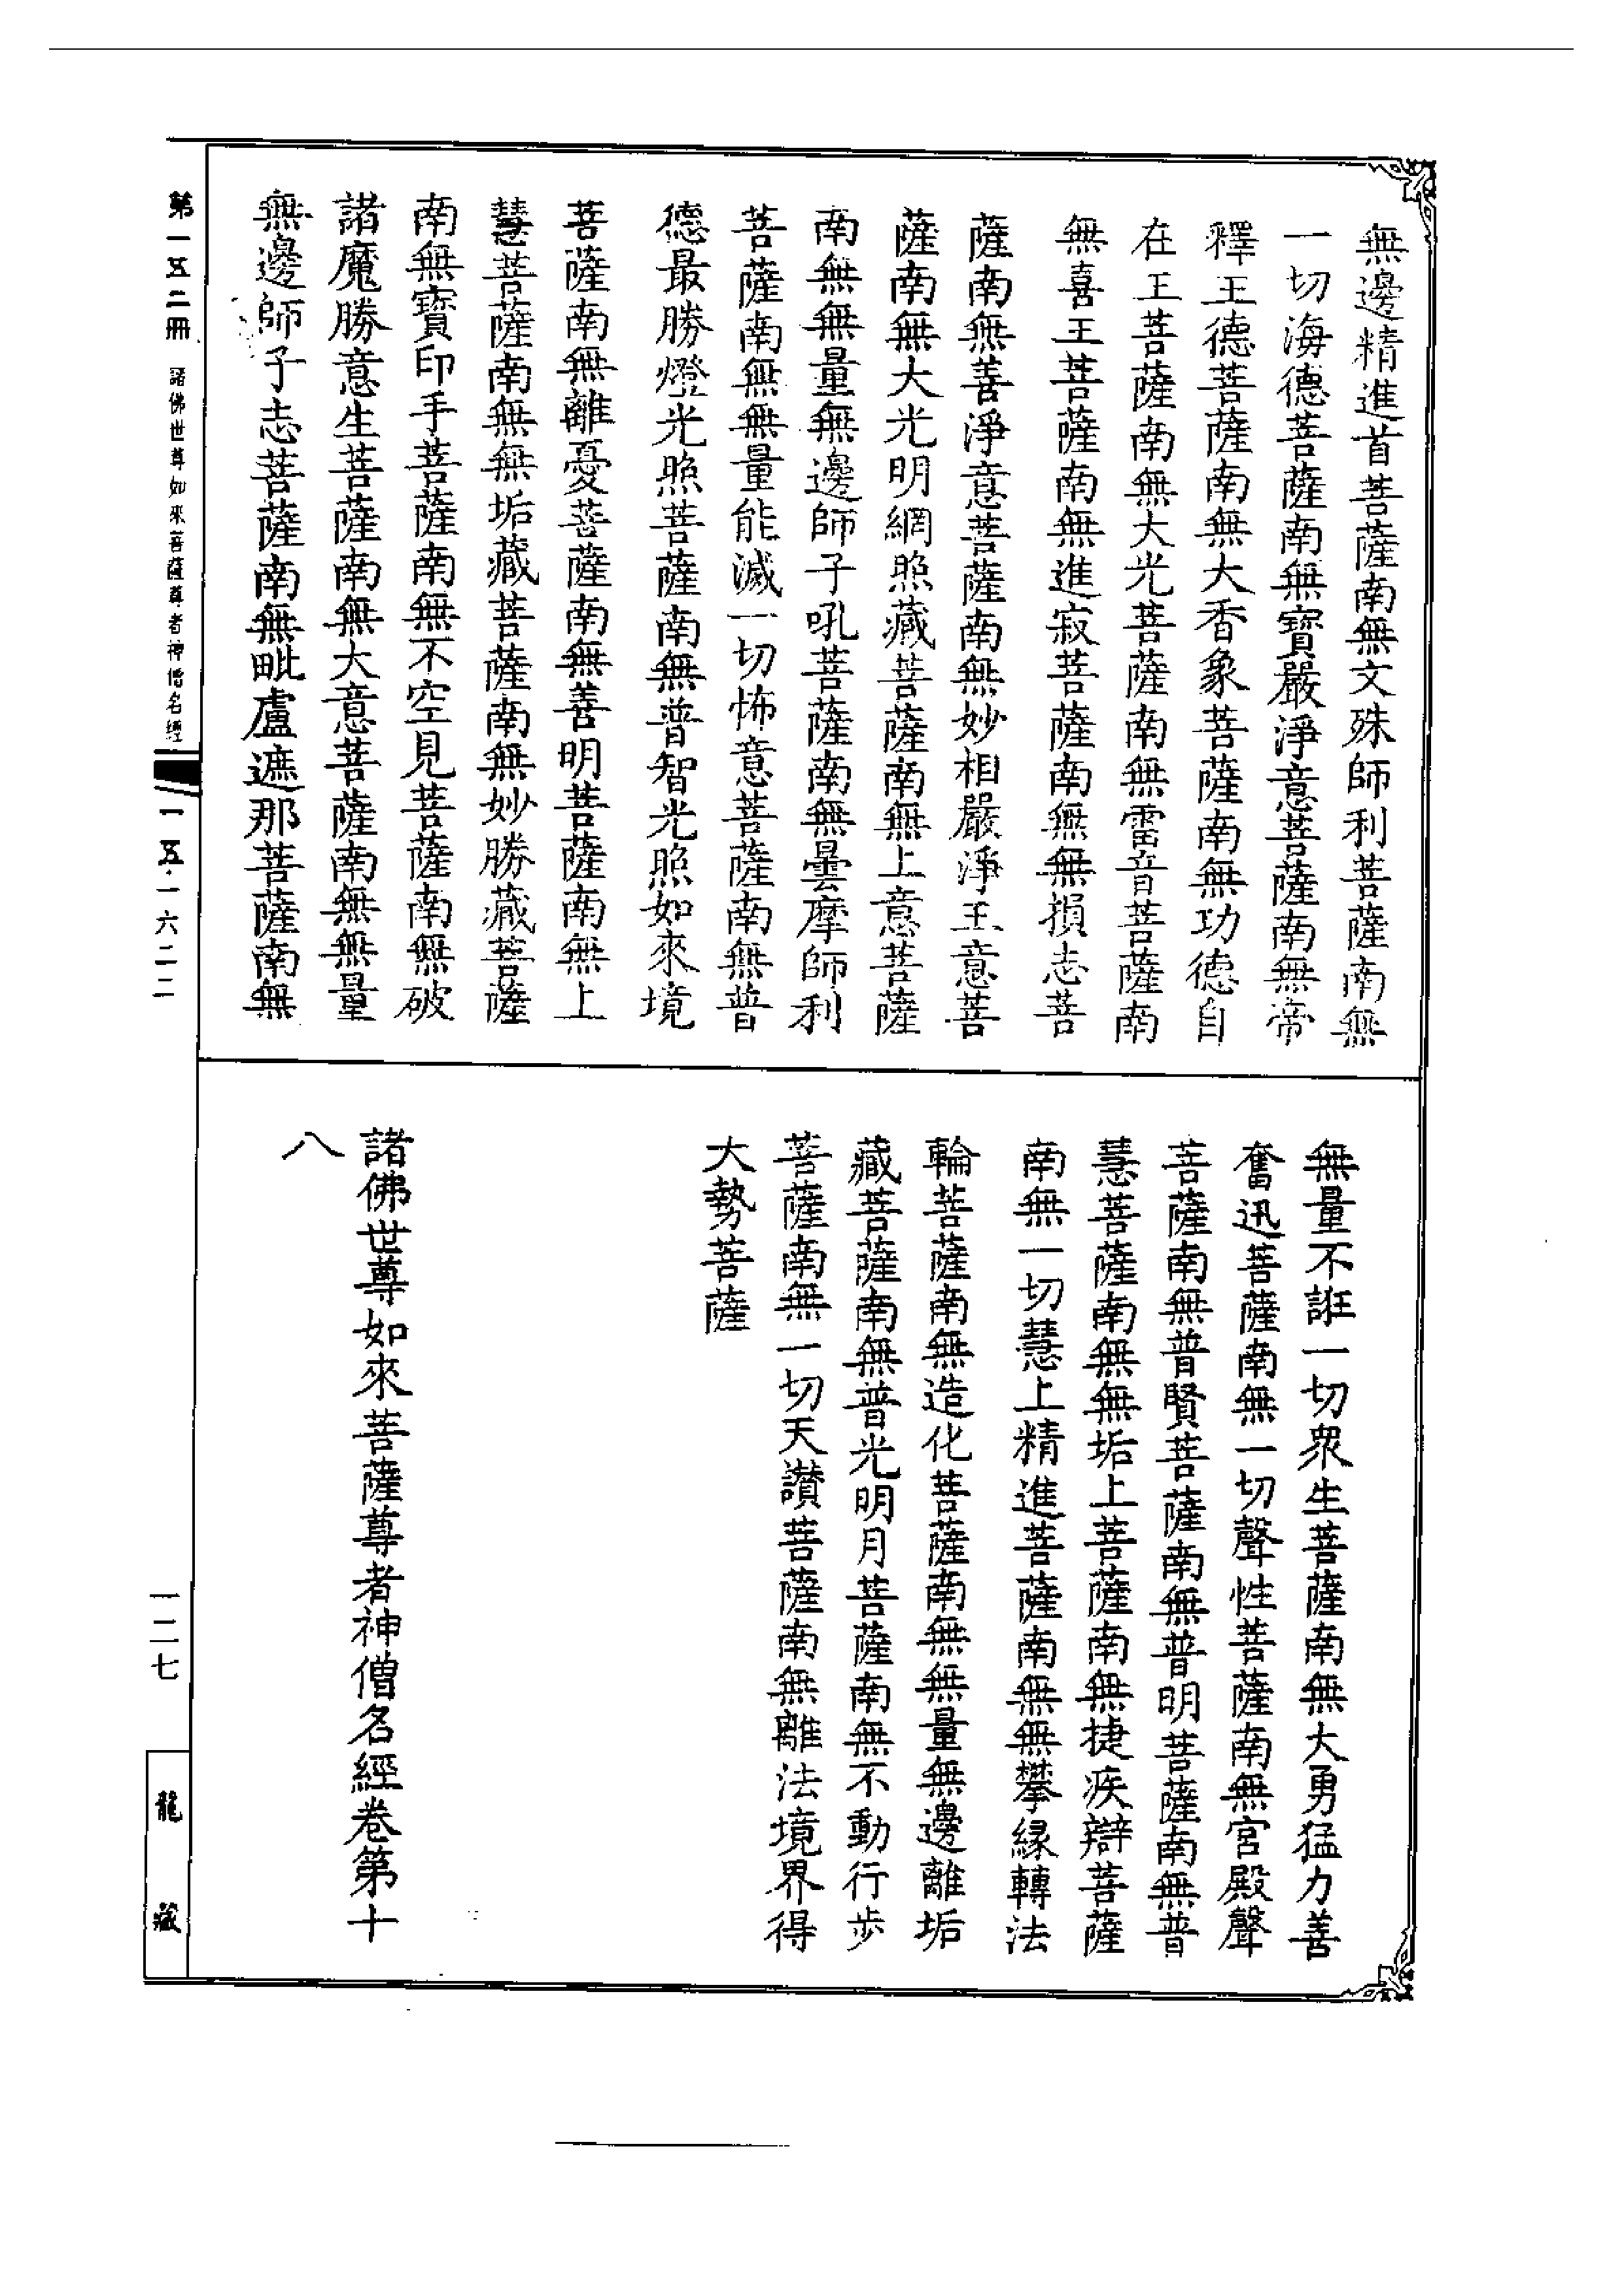 無邊精進首菩薩南無文殊師利菩薩南無
一切海德菩薩南無寶嚴淨意菩薩南無帝
釋王德菩薩南無大香象菩薩南無功德自
在王菩薩南無大光菩薩南無雷音菩薩南
無喜王菩薩南無進寂菩薩南無無損志菩
薩南無善淨意菩薩南無妙相嚴淨王意菩
薩南無大光明網照藏菩薩南無上意菩薩
南無無量無邊師子吼菩薩南無曇摩師利
菩薩南無無量能滅一切怖意菩薩南無普
德最勝燈光照菩薩南無普智光照如來境
菩薩南無離憂菩薩南無善明菩薩南無上
慧菩薩南無無垢藏菩薩南無妙勝藏菩薩
南無寶印手菩薩南無不空見菩薩南無破
諸魔勝意生菩薩南無大意菩薩南無無量
無邊師子志菩薩南無毗盧遮那菩薩南無
無量不誑一切眾生菩薩南無大勇猛力善
奮迅菩薩南無一切聲性菩薩南無宮殿聲
菩薩南無普賢菩薩南無普明菩薩南無普
慧菩薩南無無垢上菩薩南無捷疾辯菩薩
南無一切慧上精進菩薩南無無攀緣轉法
輪菩薩南無造化菩薩南無無量無邊離垢
藏菩薩南無普光明月菩薩南無不動行步
菩薩南無一切天讚菩薩南無離法境界得
大勢菩薩
諸佛世尊如來菩薩尊者神僧名經卷第十
八
第一五二冊 諸佛世尊如來菩薩尊者神僧名經
一五·一六二二
一二七
龍藏